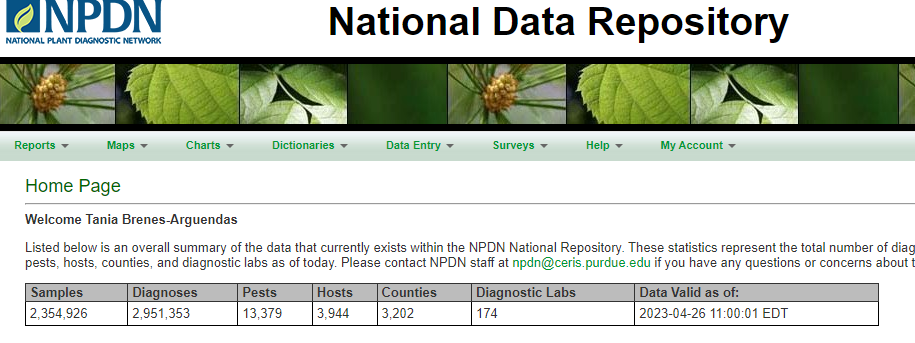 NPDN
NATIONAL PLANT DIAGNOSTIC NETWORK
National Data Repository
Reports Maps Charts Dictionaries Data Entry Surveys Help My Account
Home Page
Welcome Tania Brenes-Arguendas
Listed below is an overall summary of the data that currently exists within the NPDN National Repository. These statistics represent the total number of diag
pests, hosts, counties, and diagnostic labs as of today. Please contact NPDN staff at npdn@ceris.purdue.edu if you have any questions or concerns about t
Samples Diagnoses Pests Hosts Counties Diagnostic Labs Data Valid as of:
2,354,926 2,951,353 13,379 3,944 3,202 174 2023-04-26 11:00:01 EDT